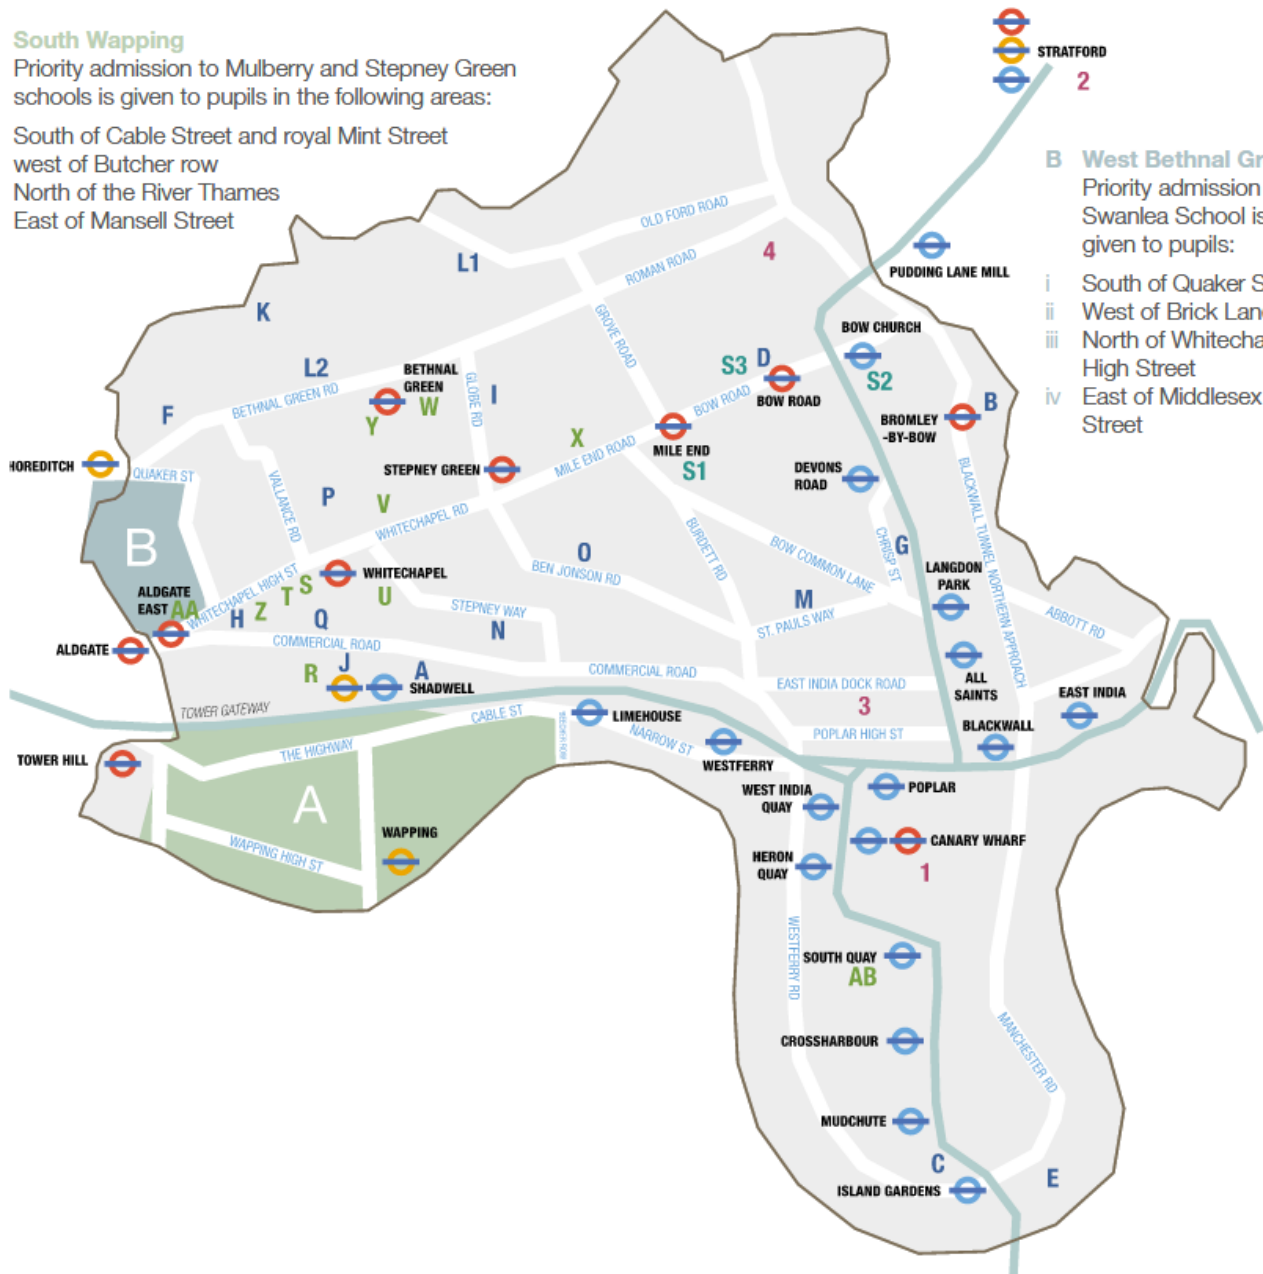 South Wapping
Priority admission to Mulberry and Stepney Green
schools is given to pupils in the following areas:
South of Cable Street and royal Mint Street
west of Butcher row
North of the River Thames
East of Mansell Street
STRATFORD
2
B West Bethnal Gr
Priority admission
Swanlea School is
given to pupils:
i South of Quaker S
ii West of Brick Lan
iii North of Whitecha
High Street
iv East of Middlesex
Street
OLD FORD ROAD
L1
4
ROMAN ROAD
PUDDING LANE MILL
K
GROVE ROAD
BOW CHURCH
L2
BETHNAL
GREEN
S3
D
S2
BETHNAL GREEN RD
GLOBE RD
I
W
BOW ROAD
BOW ROAD
B
F
Y
X
MILE END
BROMLEY
-BY-BOW
HOREDITCH
QUAKER ST
STEPNEY GREEN
MILE END ROAD
S1
DEVONS
ROAD
VALLANCE RD
P
V
WHITECHAPEL RD
BURDETT RD
BLACKWALL TUNNEL NORTHERN APPROACH
B
O
BOW COMMON LANE
CHRISP ST
G
BEN JONSON RD
LANGDON
PARK
ALDGATE
EAST
AA
WHITECHAPEL HIGH ST
S
WHITECHAPEL
T
U
Z
H
Q
STEPNEY WAY
M
ST. PAULS WAY
ABBOTT RD
N
ALDGATE
COMMERCIAL ROAD
COMMERCIAL ROAD
J
R
A
SHADWELL
EAST INDIA DOCK ROAD
ALL
SAINTS
EAST INDIA
TOWER GATEWAY
CABLE ST
LIMEHOUSE
3
BLACKWALL
THE HIGHWAY
NARROW ST
POPLAR HIGH ST
TOWER HILL
WESTFERRY
A
WEST INDIA
QUAY
POPLAR
WAPPING
WAPPING HIGH ST
CANARY WHARF
HERON
QUAY
1
WESTFERRY RD
SOUTH QUAY
AB
CROSSHARBOUR
MANCHESTER RD
MUDCHUTE
C
E
ISLAND GARDENS